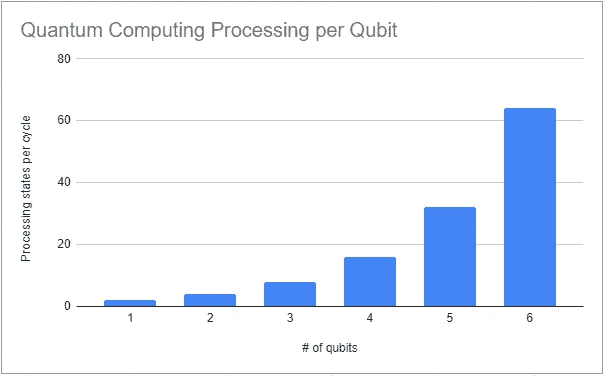 Quantum Computing Processing per Qubit
80
60
40
20
0
Processing states per cycle
1 2 3 4 5 6
# of qubits